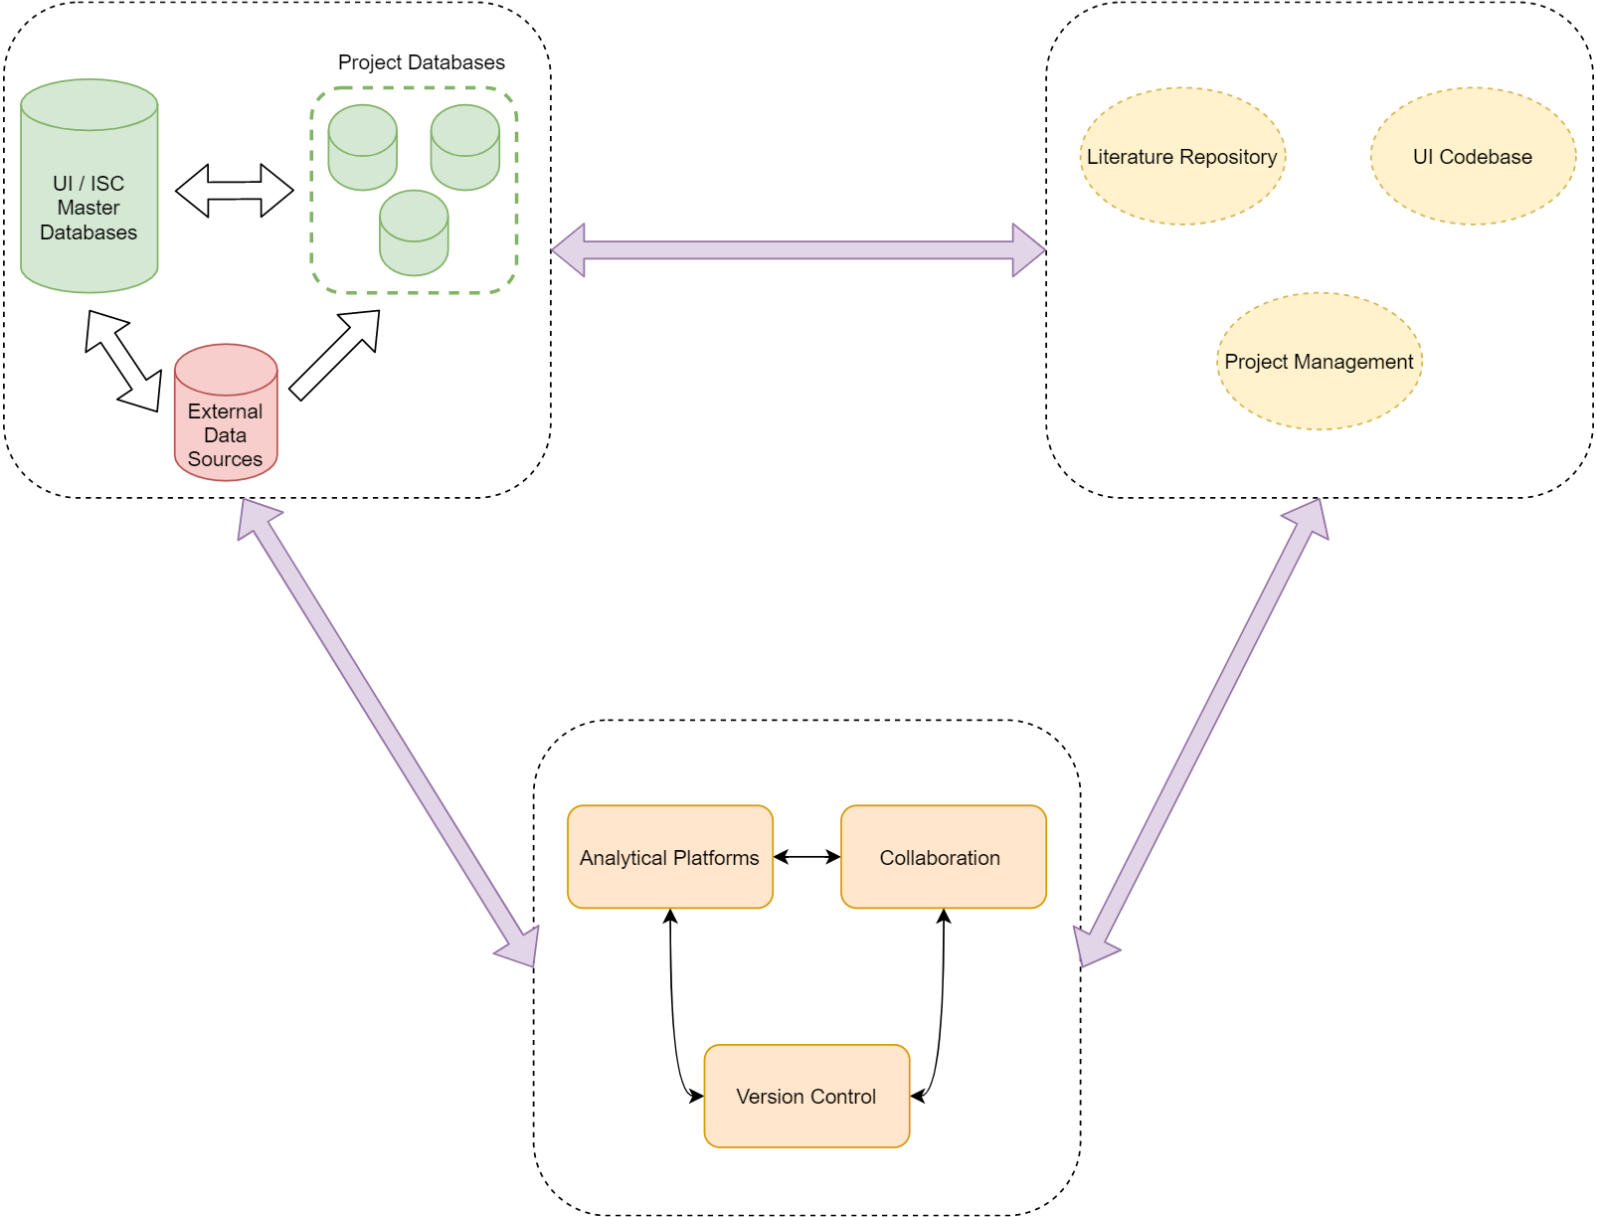 Project Databases
UI / ISC
Master
Databases
External
Data
Sources
Literature Repository
UI Codebase
Project Management
Analytical Platforms
Collaboration
Version Control